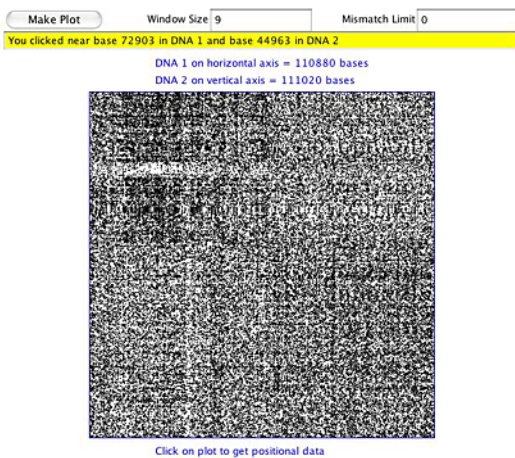 Make Plot Window Size 9 Mismatch Limit 0
You clicked near base 72903 in DNA 1 and base 44963 in DNA 2
DNA 1 on horizontal axis = 110880 bases
DNA 2 on vertical axis = 111020 bases
Click on plot to get positional data